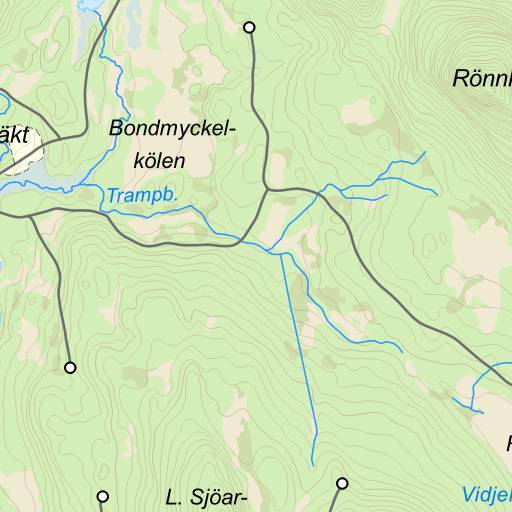 Rönn
äkt
Bondmyckel-
kölen
Trampb.
L. Sjöar-
Vidjel